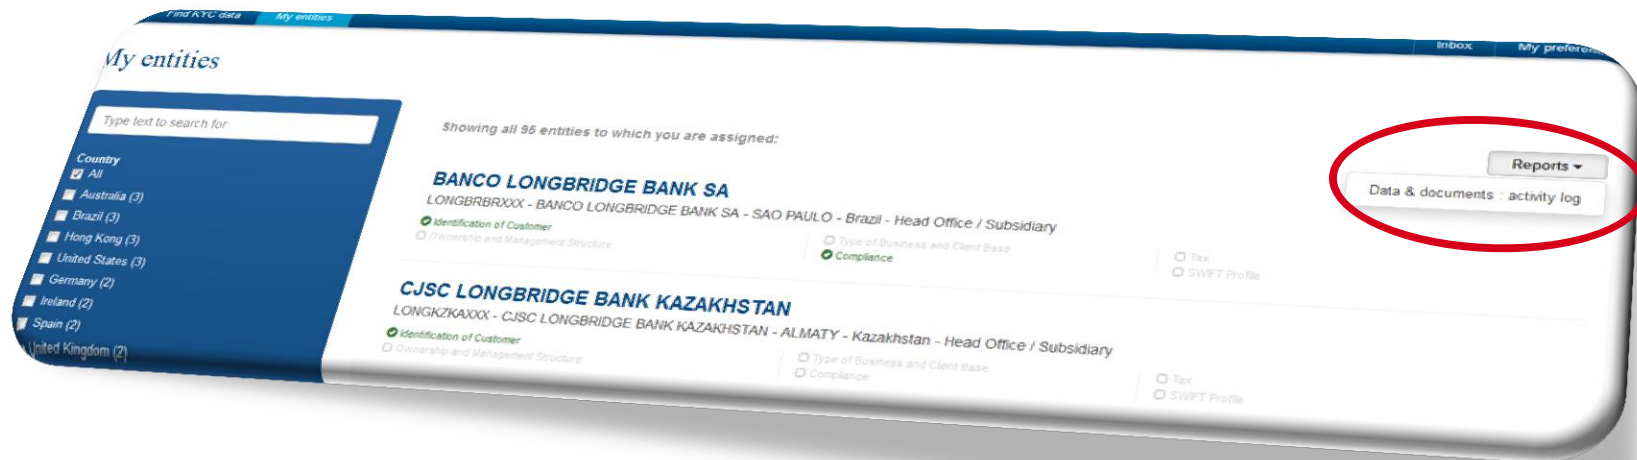 Find KYC data My entities
Inbox My preferen
My entities
Type text to search for
Country
All
Australia (3)
Brazil (3)
Hong Kong (3)
United States (3)
Germany (2)
Ireland (2)
Spain (2)
United Kingdom (2)
Showing all 95 entities to which you are assigned:
Reports
Data & documents : activity log
BANCO LONGBRIDGE BANK SA
LONGBRBRXXX - BANCO LONGBRIDGE BANK SA - SAO PAULO - Brazil - Head Office / Subsidiary
Identification of Customer Type of Business and Client Base Tax
Ownership and Management Structure Compliance SWIFT Profile
CJSC LONGBRIDGE BANK KAZAKHSTAN
LONGKZKAXXX - CJSC LONGBRIDGE BANK KAZAKHSTAN - ALMATY - Kazakhstan - Head Office / Subsidiary
Identification of Customer Type of Business and Client Base Tax
Ownership and Management Structure Compliance SWIFT Profile